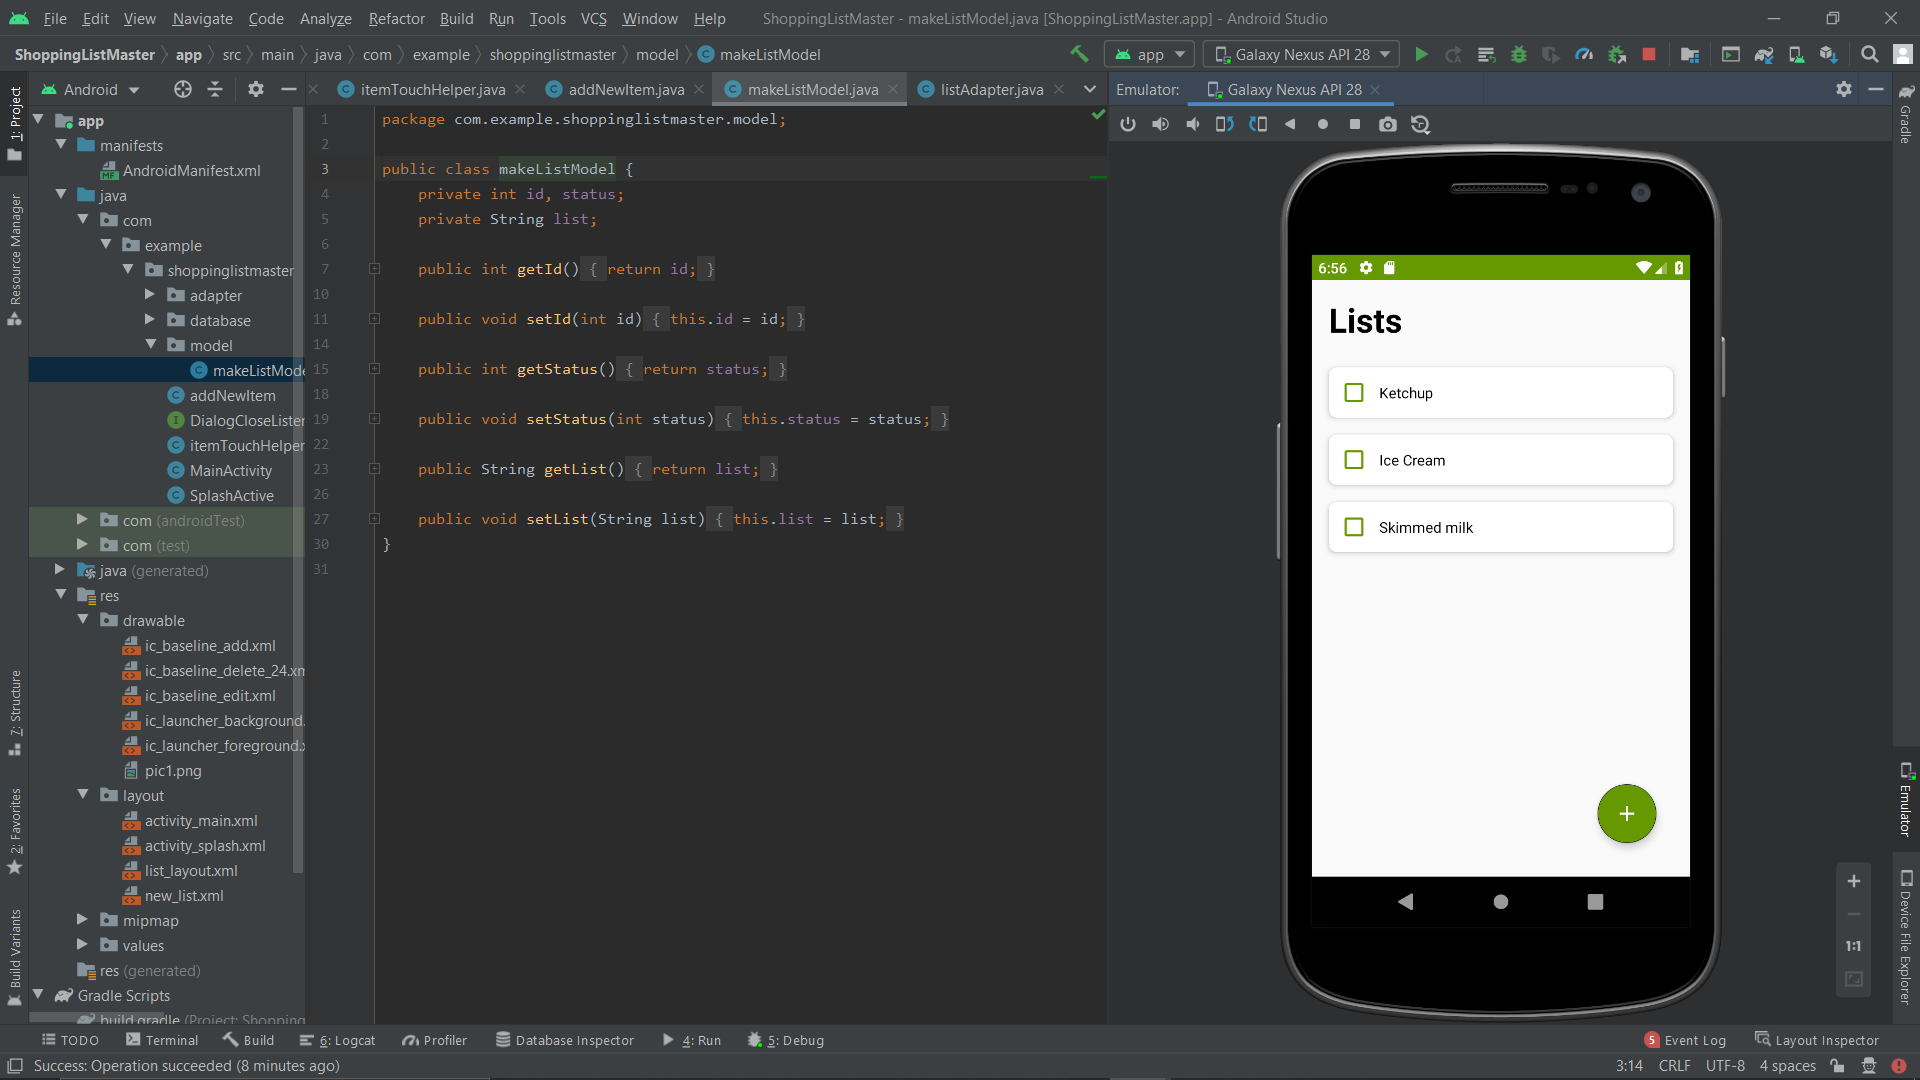 File Edit View Navigate Code Analyze Refactor Build Run Tools VCS Window Help ShoppingListMaster - makeListModel.java [ShoppingListMaster.app] - Android Studio
ShoppingListMaster app src main java com example shoppinglistmaster model makeListModel app Galaxy Nexus API 28
Android itemTouchHelper.java addNewItem.java makeListModel.java listAdapter.java Emulator: Galaxy Nexus API 28
1: Project
Resource Manager
7: Structure
2: Favorites
Build Variants
app
manifests
AndroidManifest.xml
java
com
example
shoppinglistmaster
adapter
database
model
makeListMode
addNewItem
DialogCloseListen
itemTouchHelper
MainActivity
SplashActive
com (androidTest)
com (test)
java (generated)
res
drawable
ic_baseline_add.xml
ic_baseline_delete_24.xm
ic_baseline_edit.xml
ic_launcher_background.
ic_launcher_foreground.x
pic1.png
layout
activity_main.xml
activity_splash.xml
list_layout.xml
new_list.xml
mipmap
values
res (generated)
Gradle Scripts
build.gradle (Project: Shopping
1 package com.example.shoppinglistmaster.model;
2
3 public class makeListModel {
4 private int id, status;
5 private String list;
6
7 public int getId() { return id; }
10
11 public void setId(int id) { this.id = id; }
14
15 public int getStatus() { return status; }
18
19 public void setStatus(int status) { this.status = status; }
22
23 public String getList() { return list; }
26
27 public void setList(String list) { this.list = list; }
30 }
31
6:56
Lists
Ketchup
Ice Cream
Skimmed milk
+
+
−
1:1
Gradle
Emulator
Device File Explorer
TODO Terminal Build 6: Logcat Profiler Database Inspector 4: Run 5: Debug 5 Event Log Layout Inspector
Success: Operation succeeded (8 minutes ago) 3:14 CRLF UTF-8 4 spaces